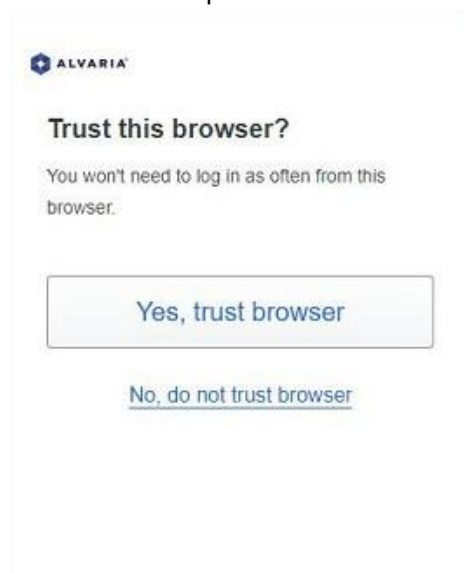 ALVARIA
Trust this browser?
You won't need to log in as often from this
browser.
Yes, trust browser
No, do not trust browser